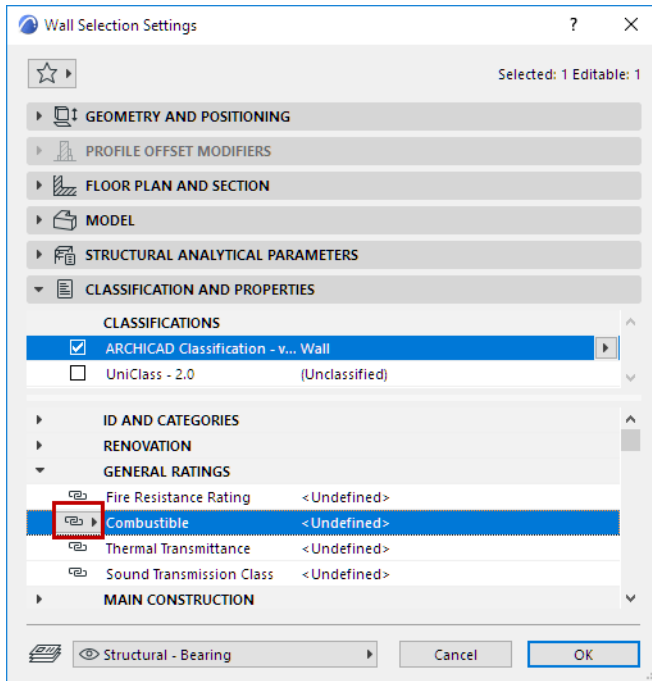 Wall Selection Settings ? ×
Selected: 1 Editable: 1
GEOMETRY AND POSITIONING
PROFILE OFFSET MODIFIERS
FLOOR PLAN AND SECTION
MODEL
STRUCTURAL ANALYTICAL PARAMETERS
CLASSIFICATION AND PROPERTIES
CLASSIFICATIONS
ARCHICAD Classification - v... Wall
UniClass - 2.0 (Unclassified)
ID AND CATEGORIES
RENOVATION
GENERAL RATINGS
Fire Resistance Rating <Undefined>
Combustible <Undefined>
Thermal Transmittance <Undefined>
Sound Transmission Class <Undefined>
MAIN CONSTRUCTION
Structural - Bearing Cancel OK